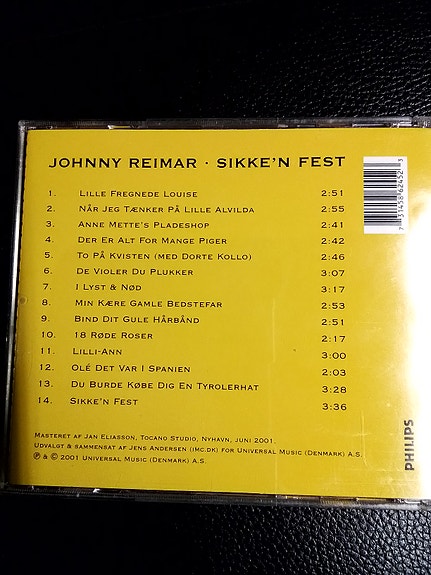 JOHNNY REIMAR · SIKKE'N FEST
1. LILLE FREGNEDE LOUISE 2:51
2. NÅR JEG TÆNKER PÅ LILLE ALVILDA 2:55
3. ANNE METTE'S PLADESHOP 2:41
4. DER ER ALT FOR MANGE PIGER 2:42
5. TO PÅ KVISTEN (MED DORTE KOLLO) 2:46
6. DE VIOLER DU PLUKKER 3:07
7. I LYST & NØD 3:17
8. MIN KÆRE GAMLE BEDSTEFAR 2:53
9. BIND DIT GULE HÅRBÅND 2:51
10. 18 RØDE ROSER 2:17
11. LILLI-ANN 3:00
12. OLÉ DET VAR I SPANIEN 2:03
13. DU BURDE KØBE DIG EN TYROLERHAT 3:28
14. SIKKE'N FEST 3:36
MASTERET AF JAN ELIASSON, TOCANO STUDIO, NYHAVN, JUNI 2001.
UDVALGT & SAMMENSAT AF JENS ANDERSEN (IMC.DK) FOR UNIVERSAL MUSIC (DENMARK) A.S.
℗ & © 2001 UNIVERSAL MUSIC (DENMARK) A.S.
7 31458 62452 3
PHILIPS